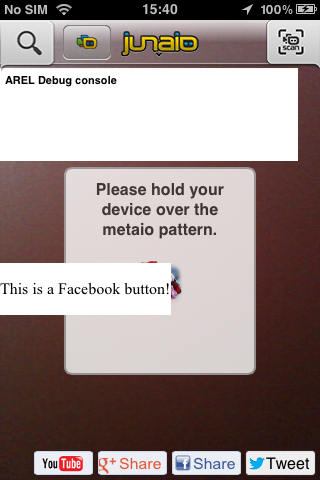 No SIM 15:40 100%
junaio
scan
AREL Debug console
Please hold your
device over the
metaio pattern.
This is a Facebook button!
YouTube g+ Share f Share Tweet